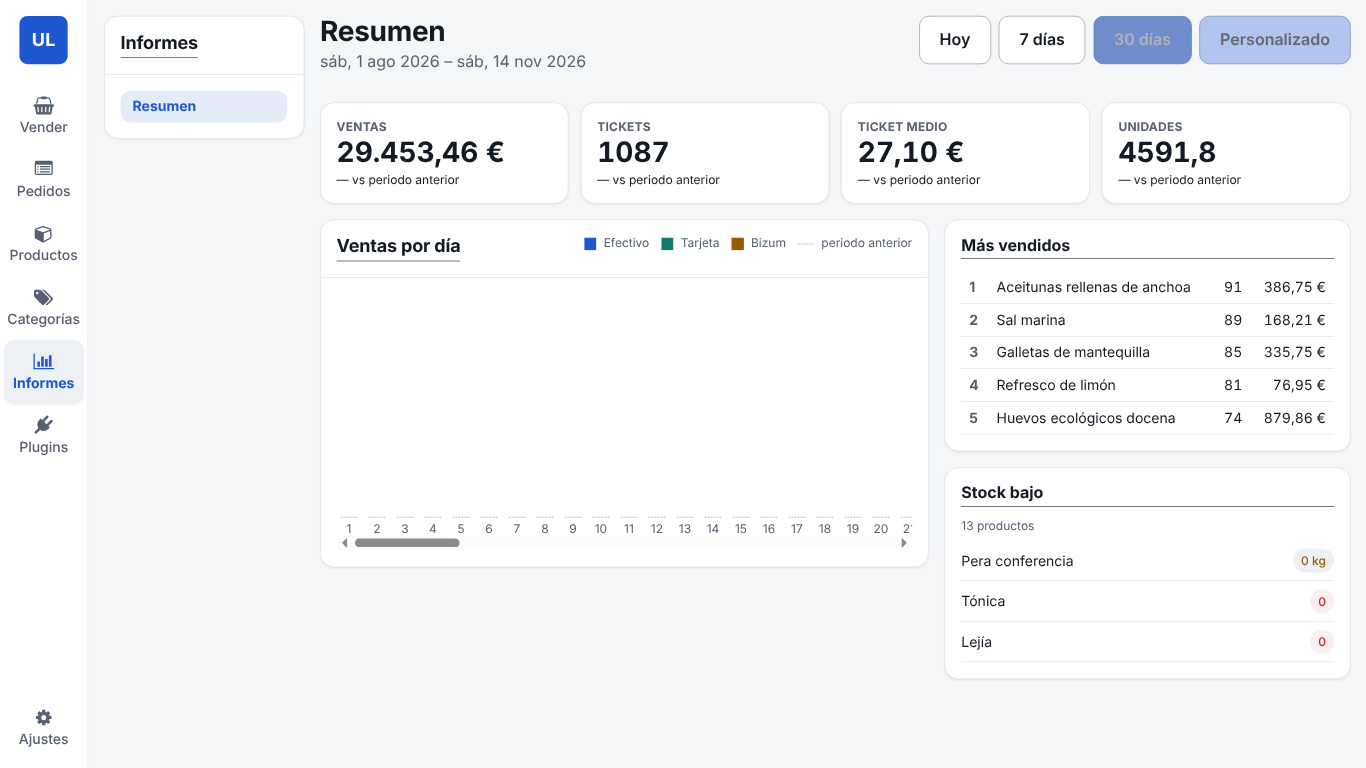 UL
Vender
Pedidos
Productos
Categorías
Informes
Plugins
Ajustes
Informes
Resumen
Resumen
sáb, 1 ago 2026 – sáb, 14 nov 2026
Hoy
7 días
30 días
Personalizado
VENTAS
29.453,46 €
— vs periodo anterior
TICKETS
1087
— vs periodo anterior
TICKET MEDIO
27,10 €
— vs periodo anterior
UNIDADES
4591,8
— vs periodo anterior
Ventas por día
Efectivo Tarjeta Bizum periodo anterior
1 2 3 4 5 6 7 8 9 10 11 12 13 14 15 16 17 18 19 20
Más vendidos
1 Aceitunas rellenas de anchoa 91 386,75 €
2 Sal marina 89 168,21 €
3 Galletas de mantequilla 85 335,75 €
4 Refresco de limón 81 76,95 €
5 Huevos ecológicos docena 74 879,86 €
Stock bajo
13 productos
Pera conferencia 0 kg
Tónica 0
Lejía 0